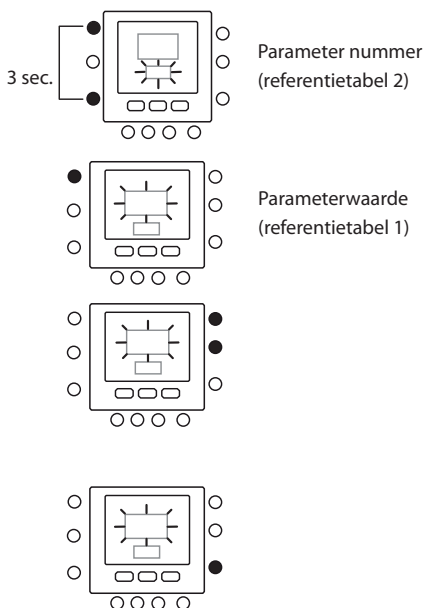 3 sec.
Parameter nummer
(referentietabel 2)
Parameterwaarde
(referentietabel 1)